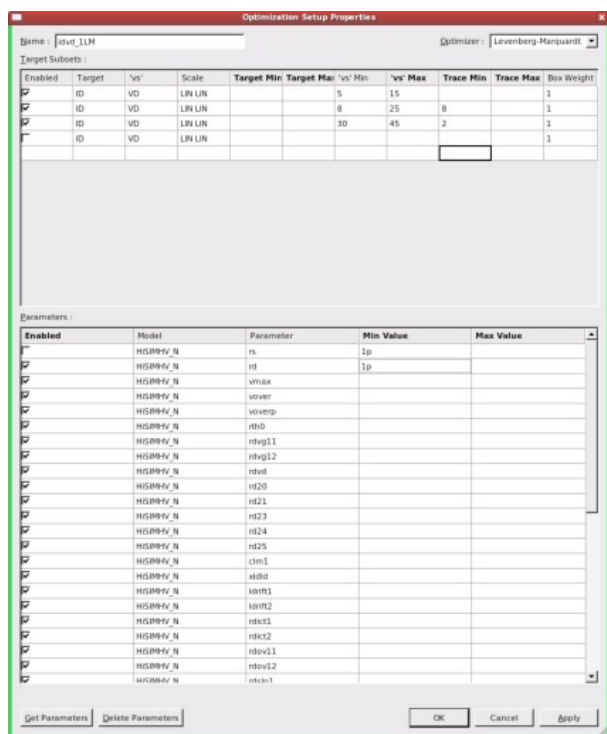 Optimization Setup Properties
Name : idvd_1LM Optimizer : Levenberg-Marquardt
Target Subsets :
Enabled Target 'vs' Scale Target Min Target Max 'vs' Min 'vs' Max Trace Min Trace Max Box Weight
ID VD LIN LIN 5 15 1
ID VD LIN LIN 8 25 8 1
ID VD LIN LIN 30 45 2 1
ID VD LIN LIN 1
Parameters :
Enabled Model Parameter Min Value Max Value
HiSIMHV_N rs 1p
HiSIMHV_N rd 1p
HiSIMHV_N vmax
HiSIMHV_N vover
HiSIMHV_N voverp
HiSIMHV_N rth0
HiSIMHV_N rdvg11
HiSIMHV_N rdvg12
HiSIMHV_N rdvd
HiSIMHV_N rd20
HiSIMHV_N rd21
HiSIMHV_N rd23
HiSIMHV_N rd24
HiSIMHV_N rd25
HiSIMHV_N clm1
HiSIMHV_N xldld
HiSIMHV_N ldrift1
HiSIMHV_N ldrift2
HiSIMHV_N rdict1
HiSIMHV_N rdict2
HiSIMHV_N rdov11
HiSIMHV_N rdov12
HiSIMHV_N rdslp1
Get Parameters Delete Parameters OK Cancel Apply